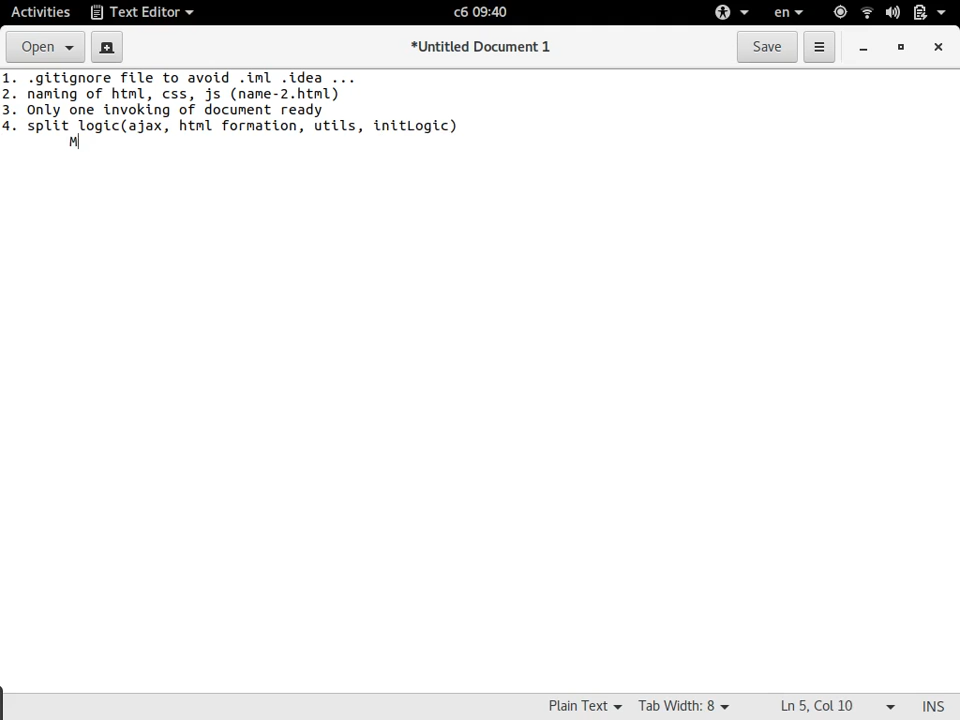 Activities Text Editor сб 09:40 en
Open *Untitled Document 1 Save
1. .gitignore file to avoid .iml .idea ...
2. naming of html, css, js (name-2.html)
3. Only one invoking of document ready
4. split logic(ajax, html formation, utils, initLogic)
M
Plain Text Tab Width: 8 Ln 5, Col 10 INS